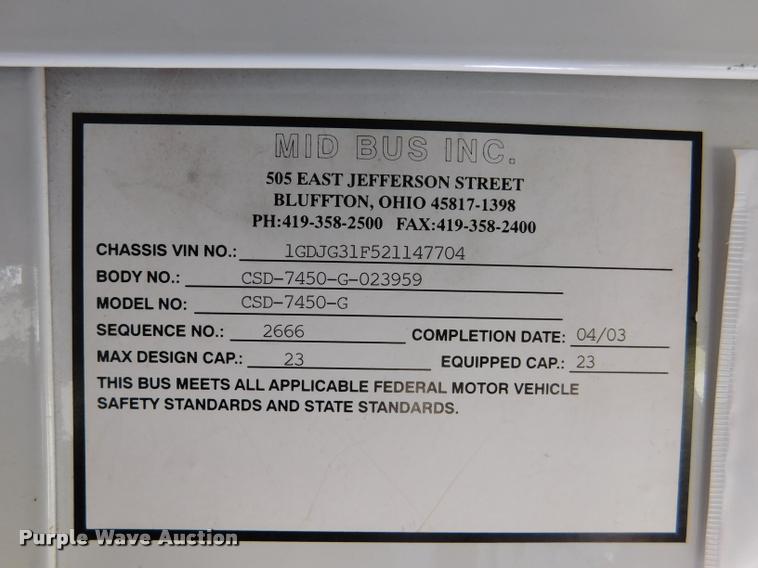 MID BUS INC.
505 EAST JEFFERSON STREET
BLUFFTON, OHIO 45817-1398
PH:419-358-2500 FAX:419-358-2400
CHASSIS VIN NO.: 1GDJG31F521147704
BODY NO.: CSD-7450-G-023959
MODEL NO: CSD-7450-G
SEQUENCE NO.: 2666 COMPLETION DATE: 04/03
MAX DESIGN CAP.: 23 EQUIPPED CAP.: 23
THIS BUS MEETS ALL APPLICABLE FEDERAL MOTOR VEHICLE
SAFETY STANDARDS AND STATE STANDARDS.
Purple Wave Auction